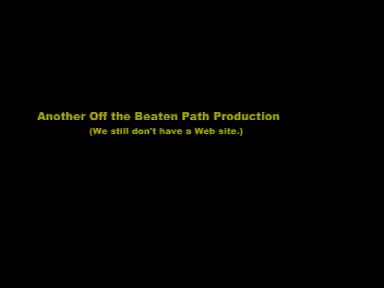 Another Off the Beaten Path Production
(We still don't have a Web site.)